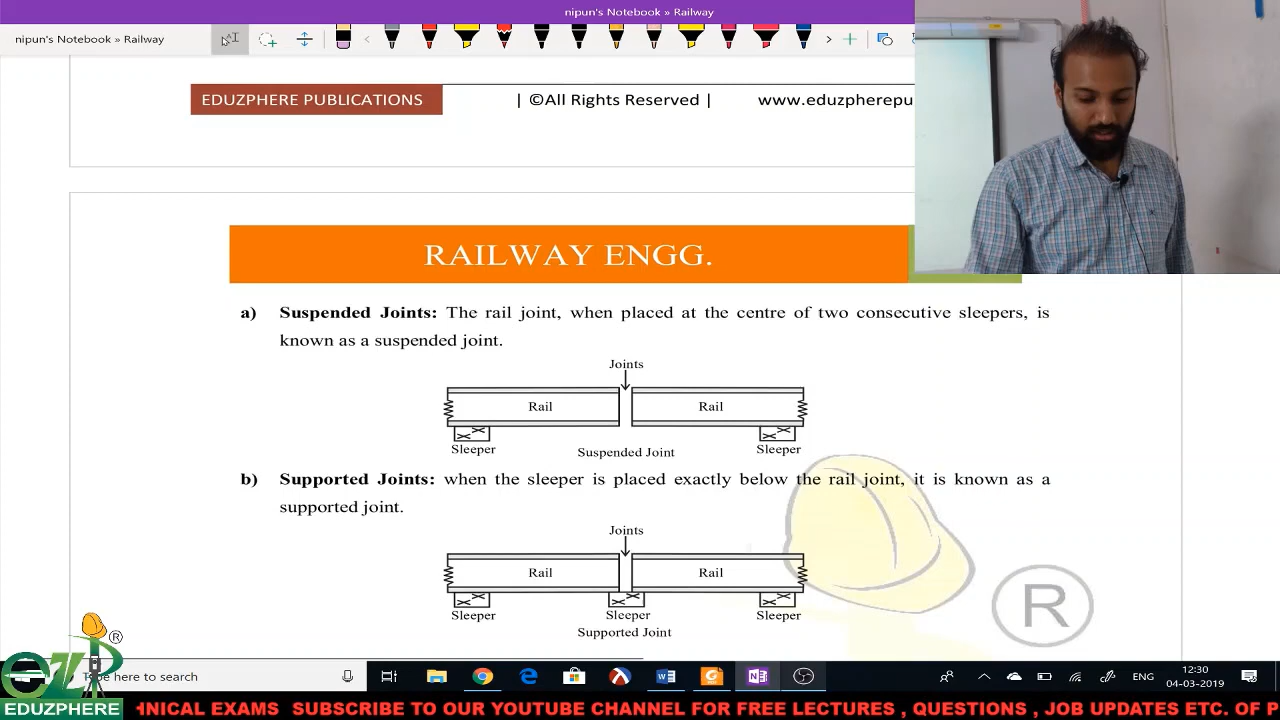 nipun's Notebook » Railway
nipun's Notebook » Railway
EDUZPHERE PUBLICATIONS | ©All Rights Reserved | www.eduzpherepu
RAILWAY ENGG.
a) Suspended Joints: The rail joint, when placed at the centre of two consecutive sleepers, is
known as a suspended joint.
Joints
Rail Rail
Sleeper Suspended Joint Sleeper
b) Supported Joints: when the sleeper is placed exactly below the rail joint, it is known as a
supported joint.
Joints
Rail Rail
Sleeper Sleeper Sleeper
Supported Joint
R
ezp ®
here to search
ENG
12:30
04-03-2019
EDUZPHERE
HNICAL EXAMS SUBSCRIBE TO OUR YOUTUBE CHANNEL FOR FREE LECTURES , QUESTIONS , JOB UPDATES ETC. OF P